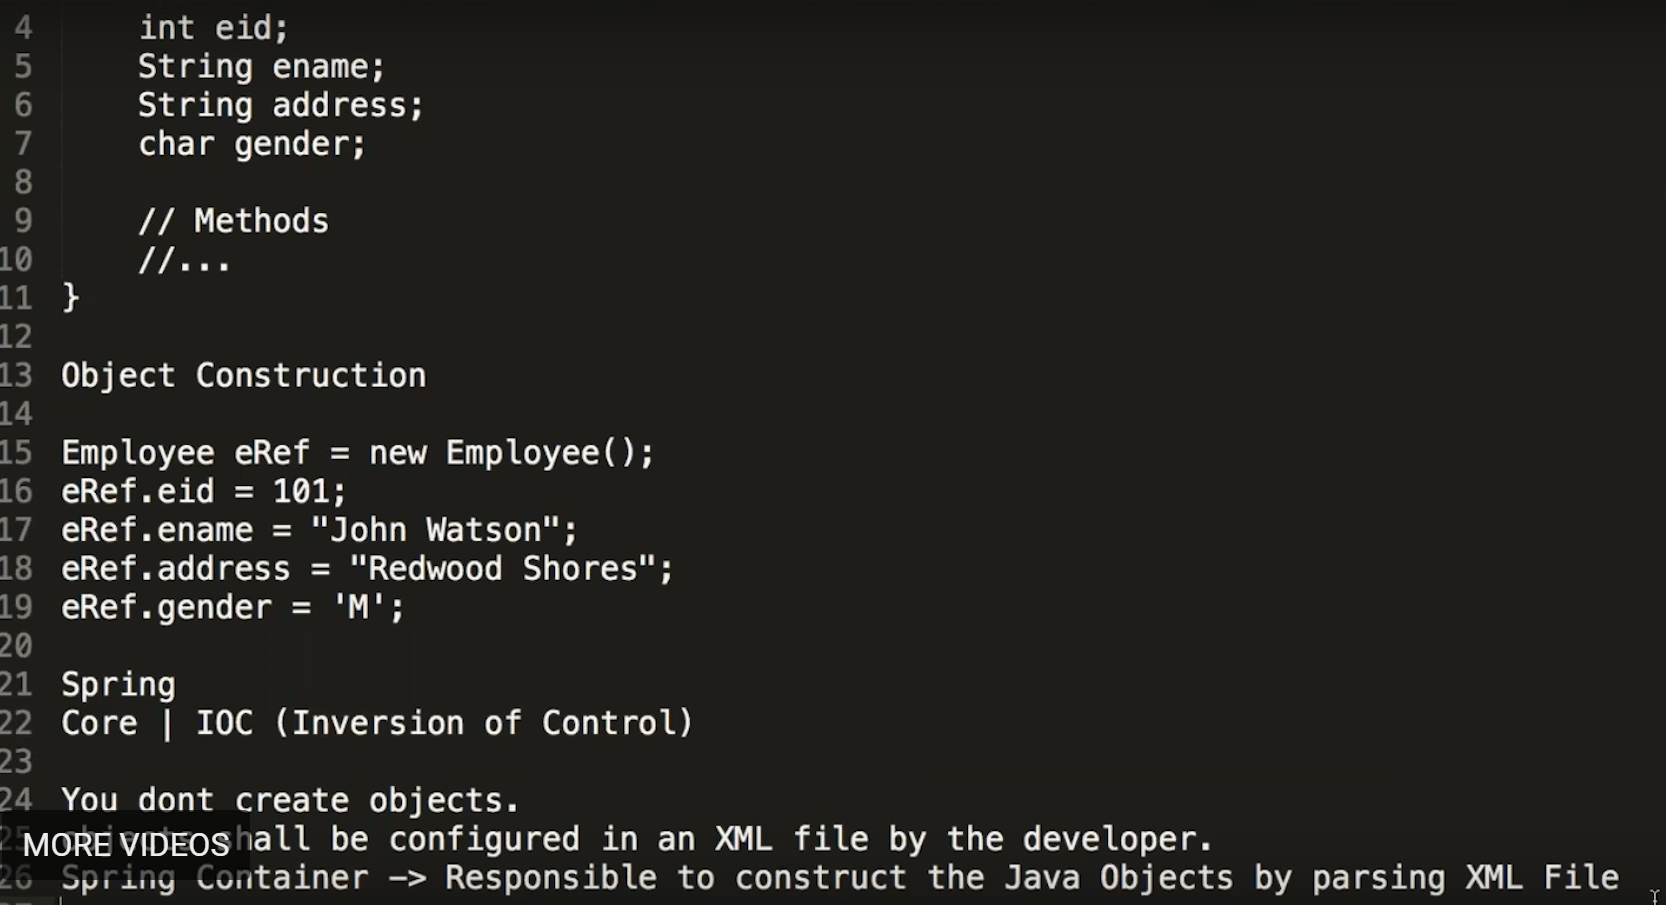 4 int eid;
5 String ename;
6 String address;
7 char gender;
8
9 // Methods
10 //...
11 }
12
13 Object Construction
14
15 Employee eRef = new Employee();
16 eRef.eid = 101;
17 eRef.ename = "John Watson";
18 eRef.address = "Redwood Shores";
19 eRef.gender = 'M';
20
21 Spring
22 Core | IOC (Inversion of Control)
23
24 You dont create objects.
25 objects shall be configured in an XML file by the developer.
MORE VIDEOS
26 Spring Container –> Responsible to construct the Java Objects by parsing XML File